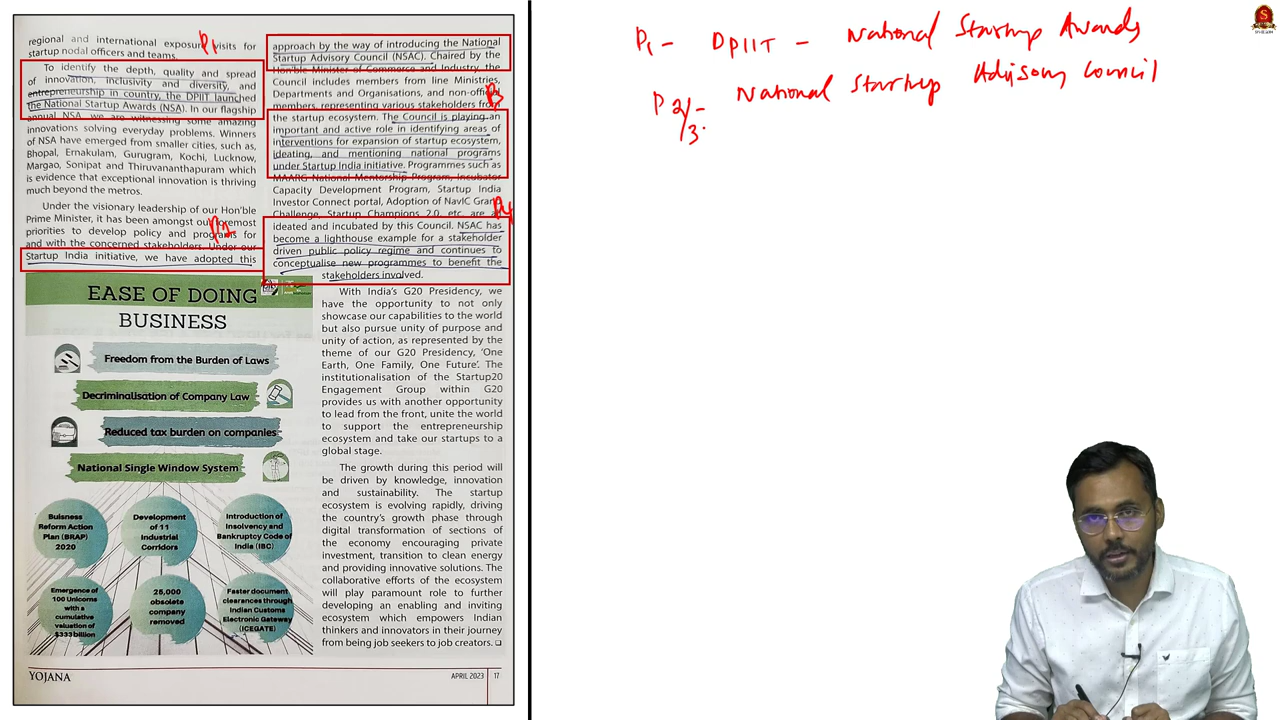 regional and international exposure visits for
startup nodal officers and teams.
To identify the depth, quality and spread
of innovation, inclusivity and diversity, and
entrepreneurship in country, the DPIIT launched
the National Startup Awards (NSA). In our flagship
annual NSA, we are witnessing some amazing
innovations solving everyday problems. Winners
of NSA have emerged from smaller cities, such as,
Bhopal, Ernakulam, Gurugram, Kochi, Lucknow,
Margao, Sonipat and Thiruvananthapuram which
is evidence that exceptional innovation is thriving
much beyond the metros.
Under the visionary leadership of our Hon'ble
Prime Minister, it has been amongst our foremost
priorities to develop policy and programs for
and with the concerned stakeholders. Under our
Startup India initiative, we have adopted this
P1
P2
approach by the way of introducing the National
Startup Advisory Council (NSAC). Chaired by the
Hon'ble Minister of Commerce and Industry, the
Council includes members from line Ministries,
Departments and Organisations, and non-official
members, representing various stakeholders from
the startup ecosystem. The Council is playing an
important and active role in identifying areas of
interventions for expansion of startup ecosystem,
ideating, and mentioning national programs
under Startup India initiative. Programmes such as
MAARG National Mentorship Program, Incubator
Capacity Development Program, Startup India
Investor Connect portal, Adoption of NavIC Grand
Challenge, Startup Champions 2.0, etc. are all
ideated and incubated by this Council. NSAC has
become a lighthouse example for a stakeholder
driven public policy regime and continues to
conceptualise new programmes to benefit the
stakeholders involved.
P3
P4
With India's G20 Presidency, we
have the opportunity to not only
showcase our capabilities to the world
but also pursue unity of purpose and
unity of action, as represented by the
theme of our G20 Presidency, 'One
Earth, One Family, One Future'. The
institutionalisation of the Startup20
Engagement Group within G20
provides us with another opportunity
to lead from the front, unite the world
to support the entrepreneurship
ecosystem and take our startups to a
global stage.
The growth during this period will
be driven by knowledge, innovation
and sustainability. The startup
ecosystem is evolving rapidly, driving
the country's growth phase through
digital transformation of sections of
the economy encouraging private
investment, transition to clean energy
and providing innovative solutions. The
collaborative efforts of the ecosystem
will play paramount role to further
developing an enabling and inviting
ecosystem which empowers Indian
thinkers and innovators in their journey
from being job seekers to job creators.
EASE OF DOING
BUSINESS
Freedom from the Burden of Laws
Decriminalisation of Company Law
Reduced tax burden on companies
National Single Window System
Buisness
Reform Action
Plan (BRAP)
2020
Development
of 11
Industrial
Corridors
Introduction of
Insolvency and
Bankruptcy Code of
India (IBC)
Emergence of
100 Unicorns
with a
cumulative
valuation of
$333 billion
25,000
obsolete
company
removed
Faster document
clearances through
Indian Customs
Electronic Gateway
(ICEGATE)
YOJANA
APRIL 2023 17
P1 - DPIIT - National Startup Awards
P 2/3. - National Startup Advisory Council